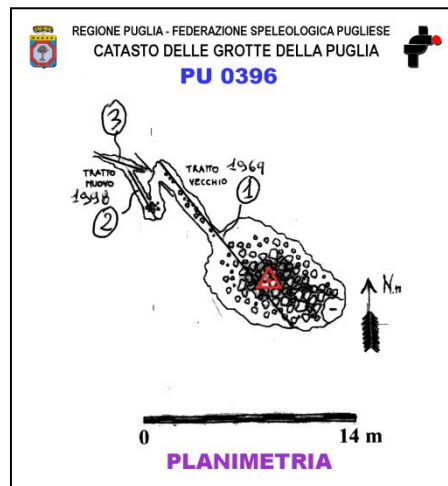 REGIONE PUGLIA - FEDERAZIONE SPELEOLOGICA PUGLIESE
CATASTO DELLE GROTTE DELLA PUGLIA
PU 0396
3
TRATTO
NUOVO
1998
2
TRATTO
VECCHIO
1969
1
N.m
0
14 m
PLANIMETRIA